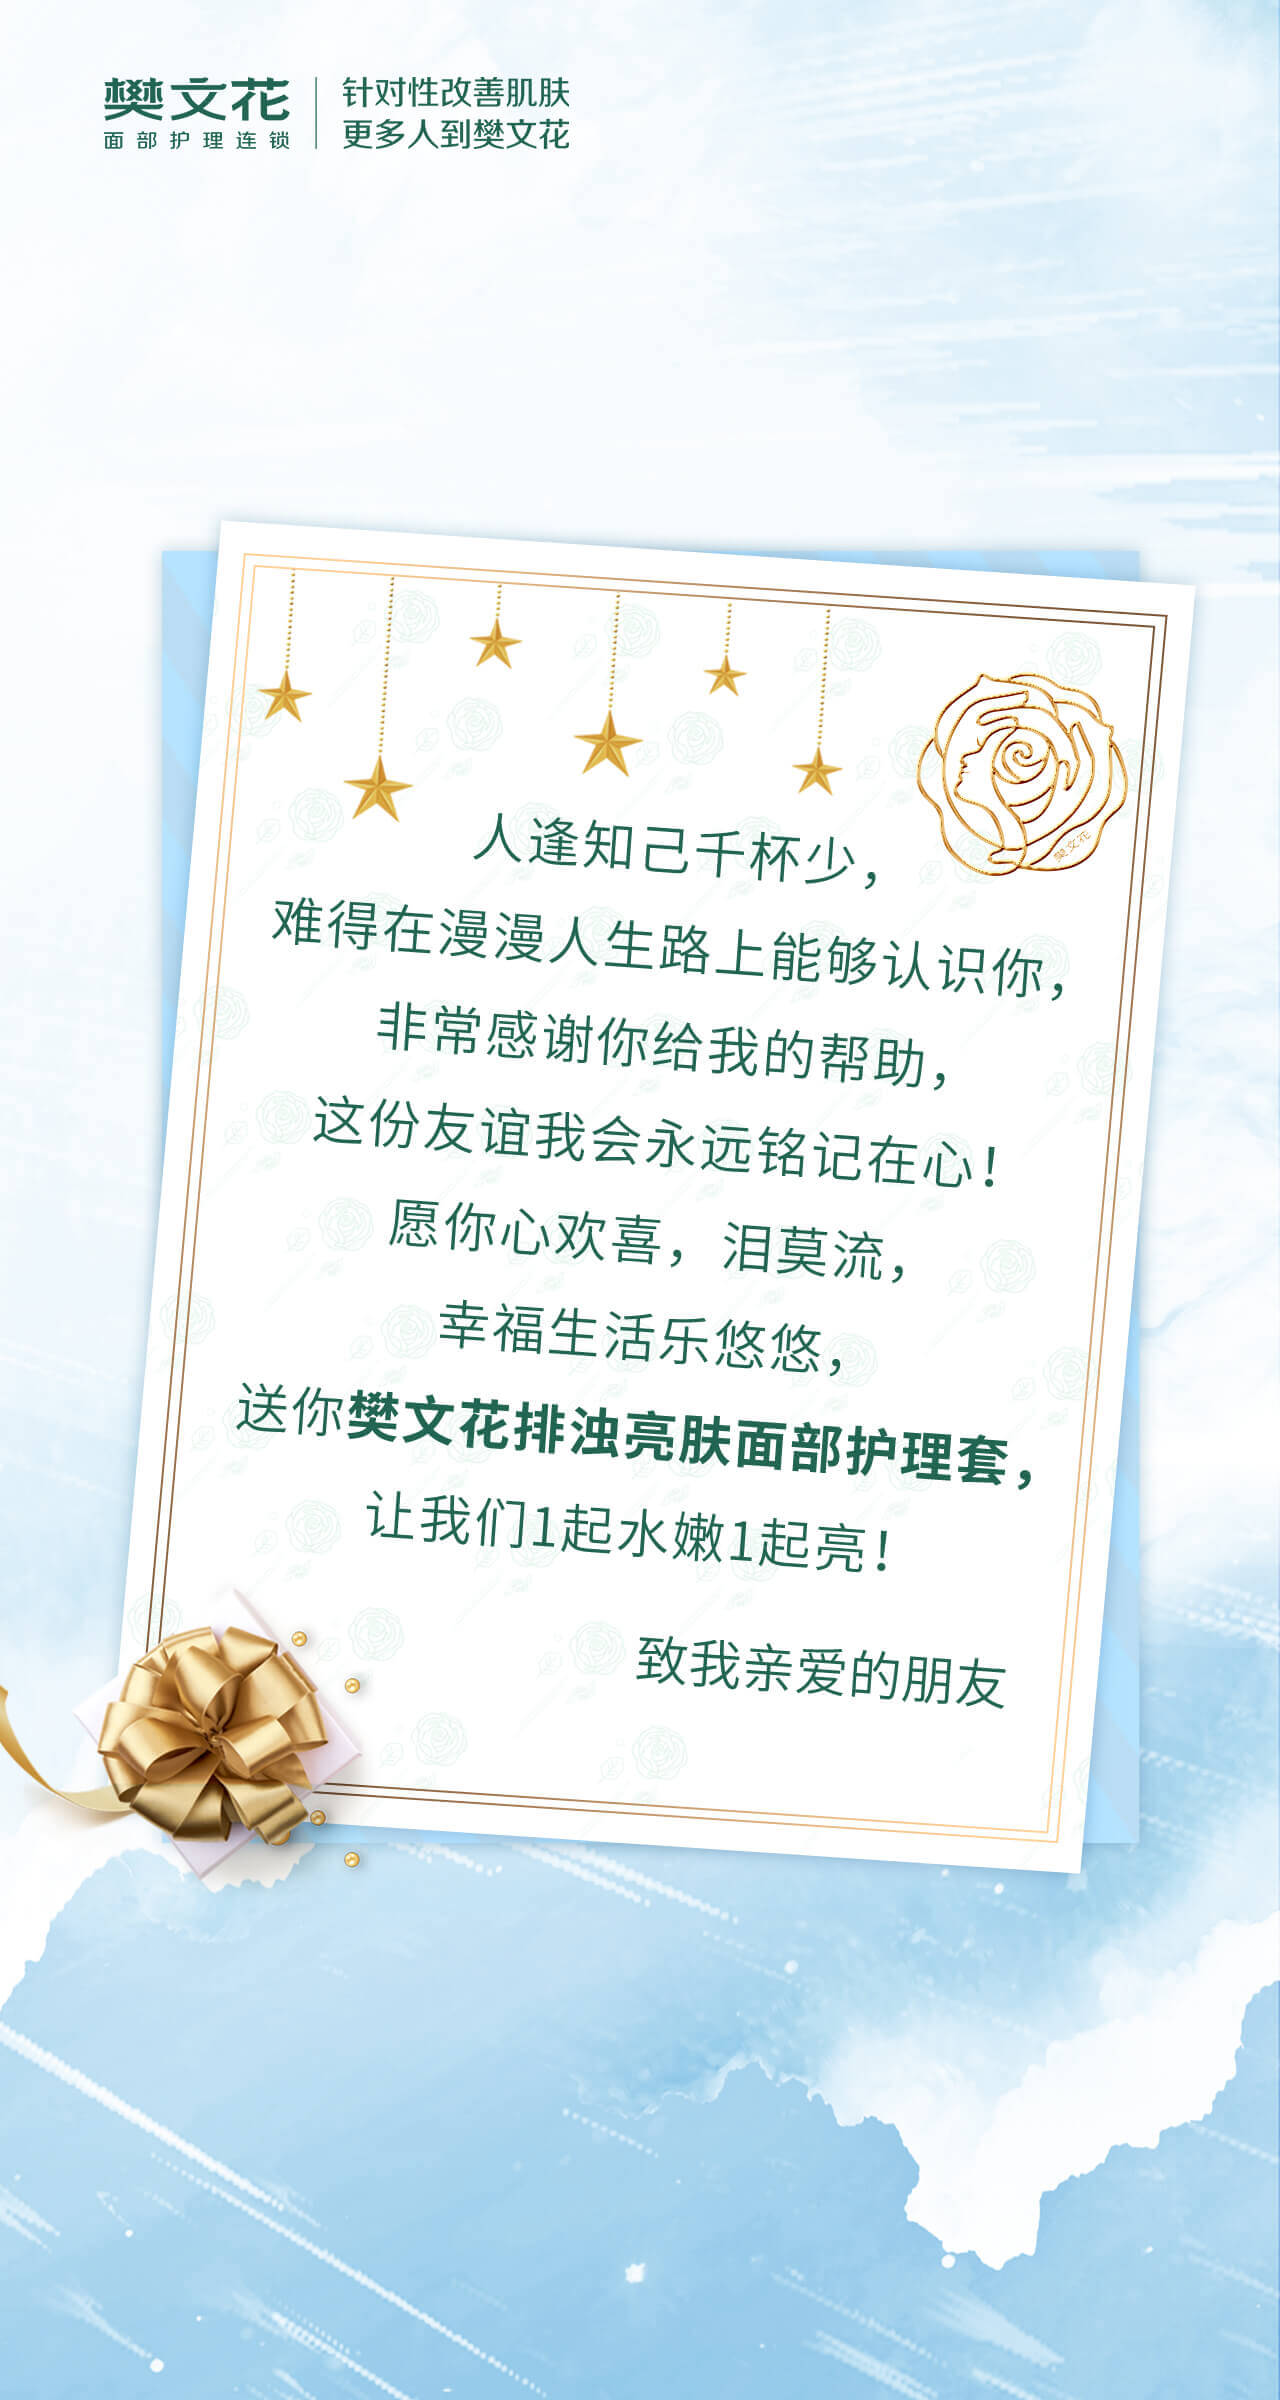 樊文花
面部护理连锁
针对性改善肌肤
更多人到樊文花
樊文花
人逢知己千杯少，
难得在漫漫人生路上能够认识你，
非常感谢你给我的帮助，
这份友谊我会永远铭记在心！
愿你心欢喜，泪莫流，
幸福生活乐悠悠，
送你樊文花排浊亮肤面部护理套，
让我们1起水嫩1起亮！
致我亲爱的朋友